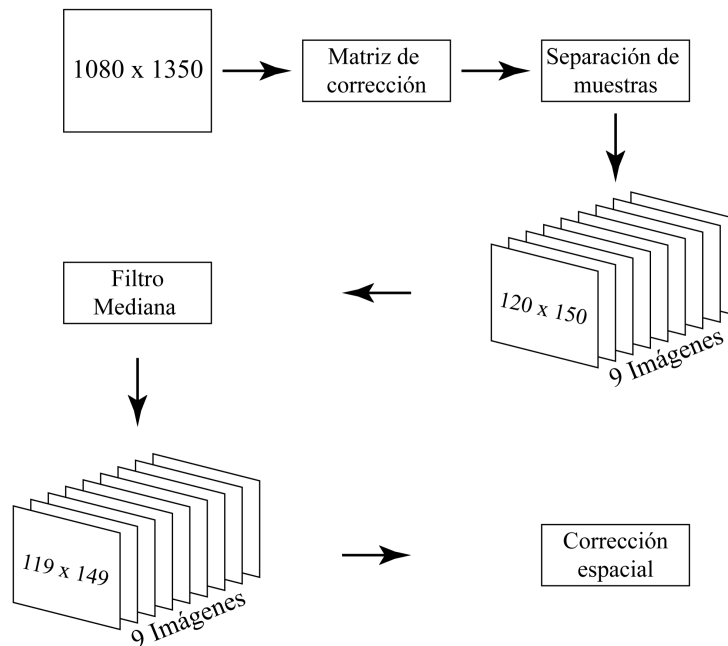 1080 x 1350
Matriz de
corrección
Separación de
muestras
120 x 150
9 Imágenes
Filtro
Mediana
119 x 149
9 Imágenes
Corrección
espacial